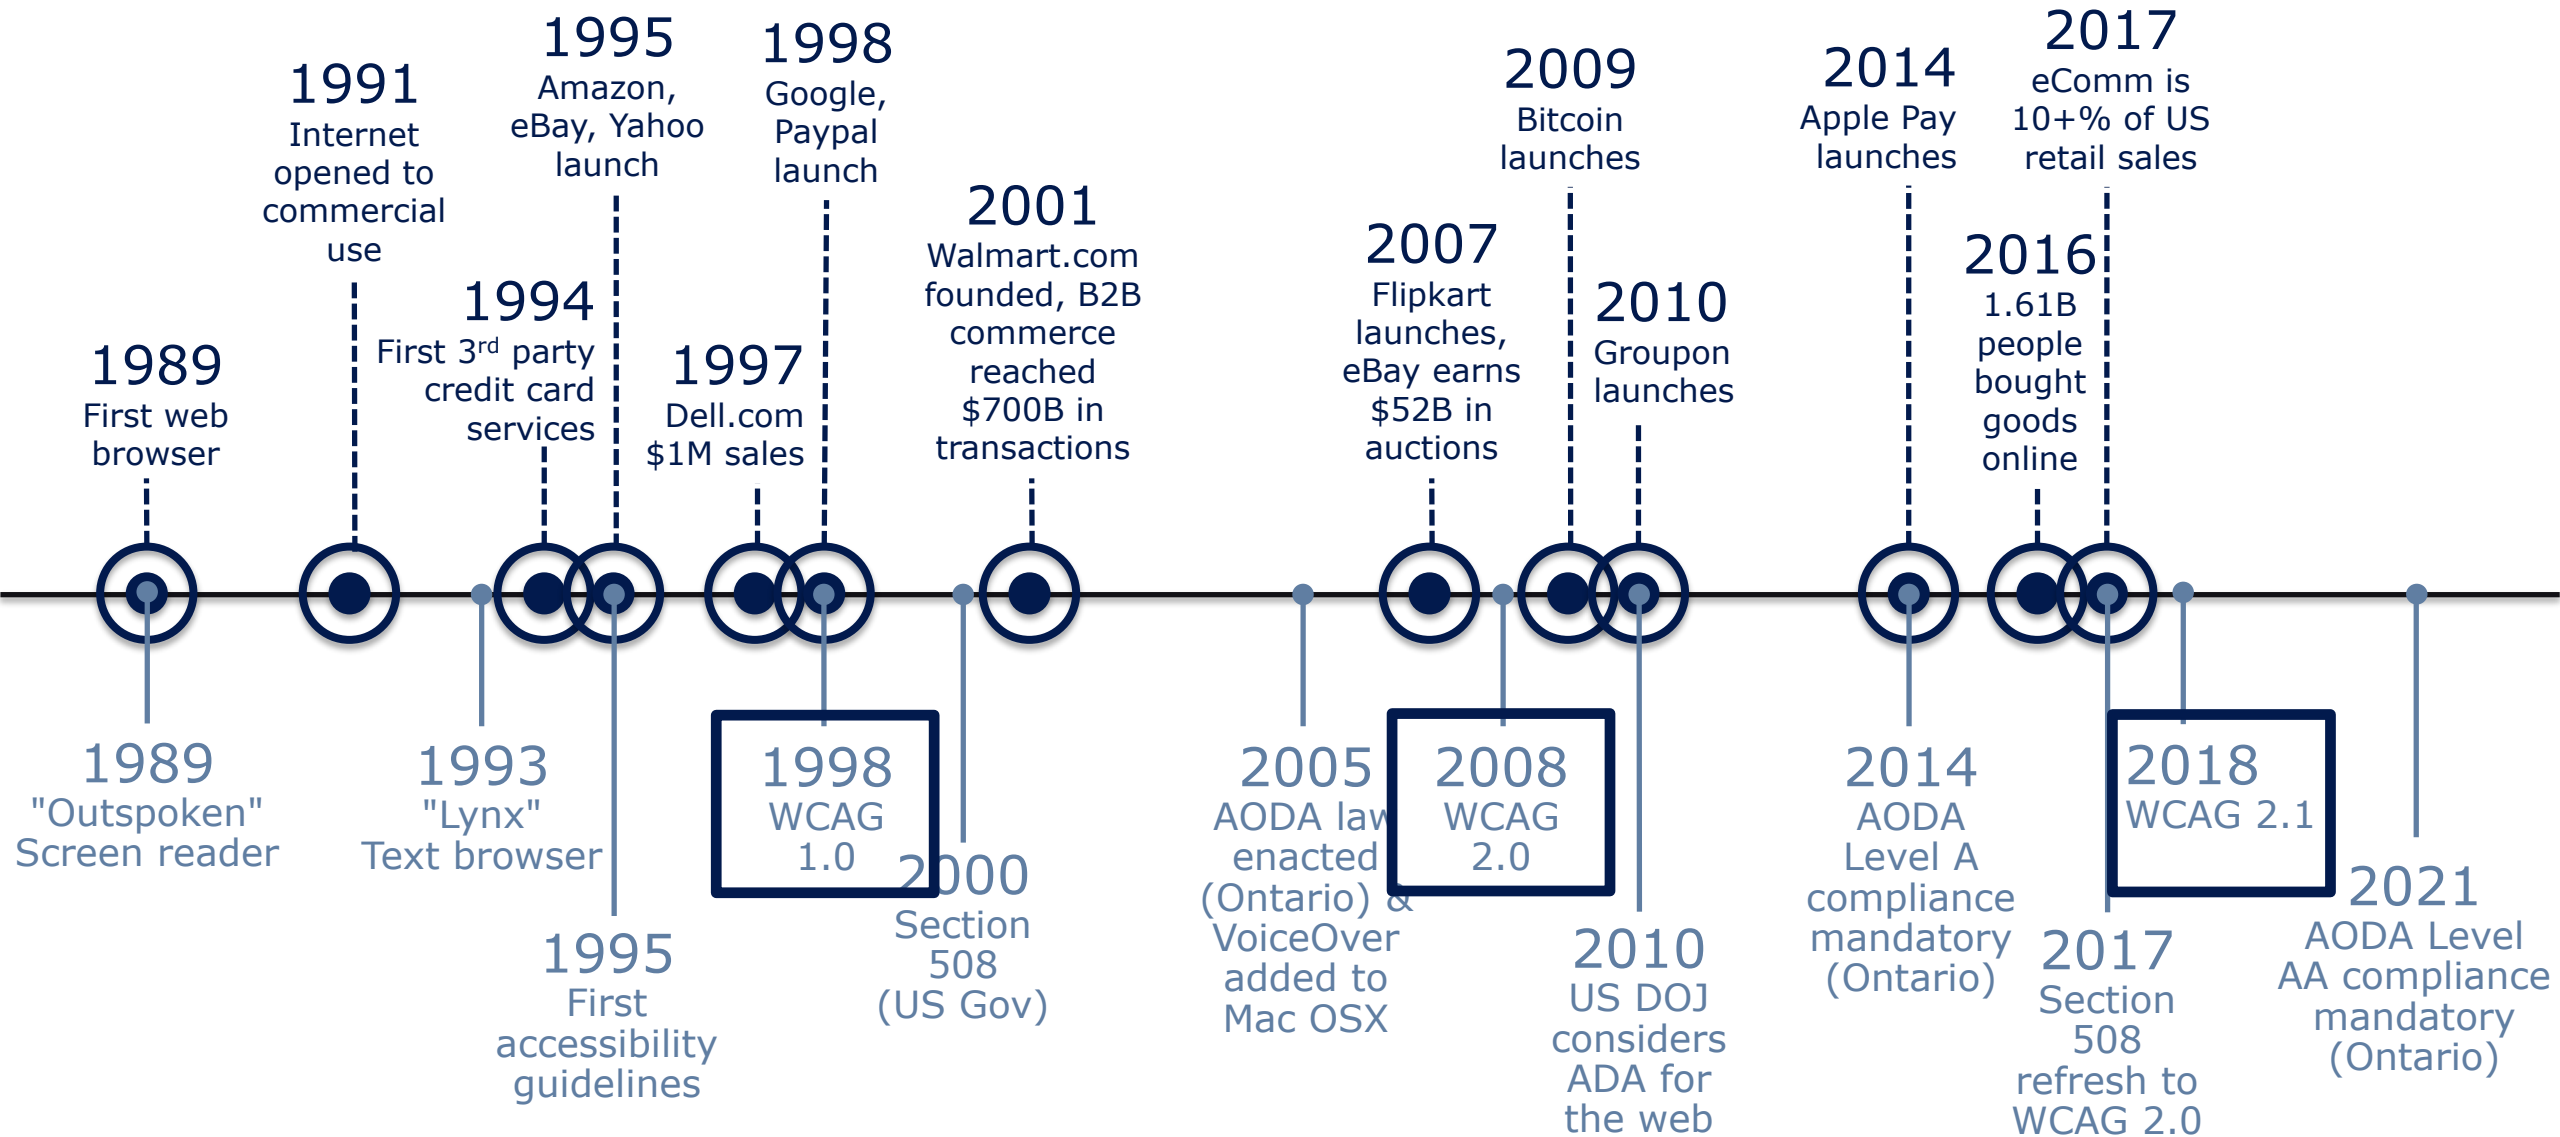 1989
First web
browser
1991
Internet
opened to
commercial
use
1994
First 3rd party
credit card
services
1995
Amazon,
eBay, Yahoo
launch
1997
Dell.com
$1M sales
1998
Google,
Paypal
launch
2001
Walmart.com
founded, B2B
commerce
reached
$700B in
transactions
2007
Flipkart
launches,
eBay earns
$52B in
auctions
2009
Bitcoin
launches
2010
Groupon
launches
2014
Apple Pay
launches
2016
1.61B
people
bought
goods
online
2017
eComm is
10+% of US
retail sales
1989
"Outspoken"
Screen reader
1993
"Lynx"
Text browser
1995
First
accessibility
guidelines
1998
WCAG
1.0
2000
Section
508
(US Gov)
2005
AODA law
enacted
(Ontario) &
VoiceOver
added to
Mac OSX
2008
WCAG
2.0
2010
US DOJ
considers
ADA for
the web
2014
AODA
Level A
compliance
mandatory
(Ontario)
2017
Section
508
refresh to
WCAG 2.0
2018
WCAG 2.1
2021
AODA Level
AA compliance
mandatory
(Ontario)